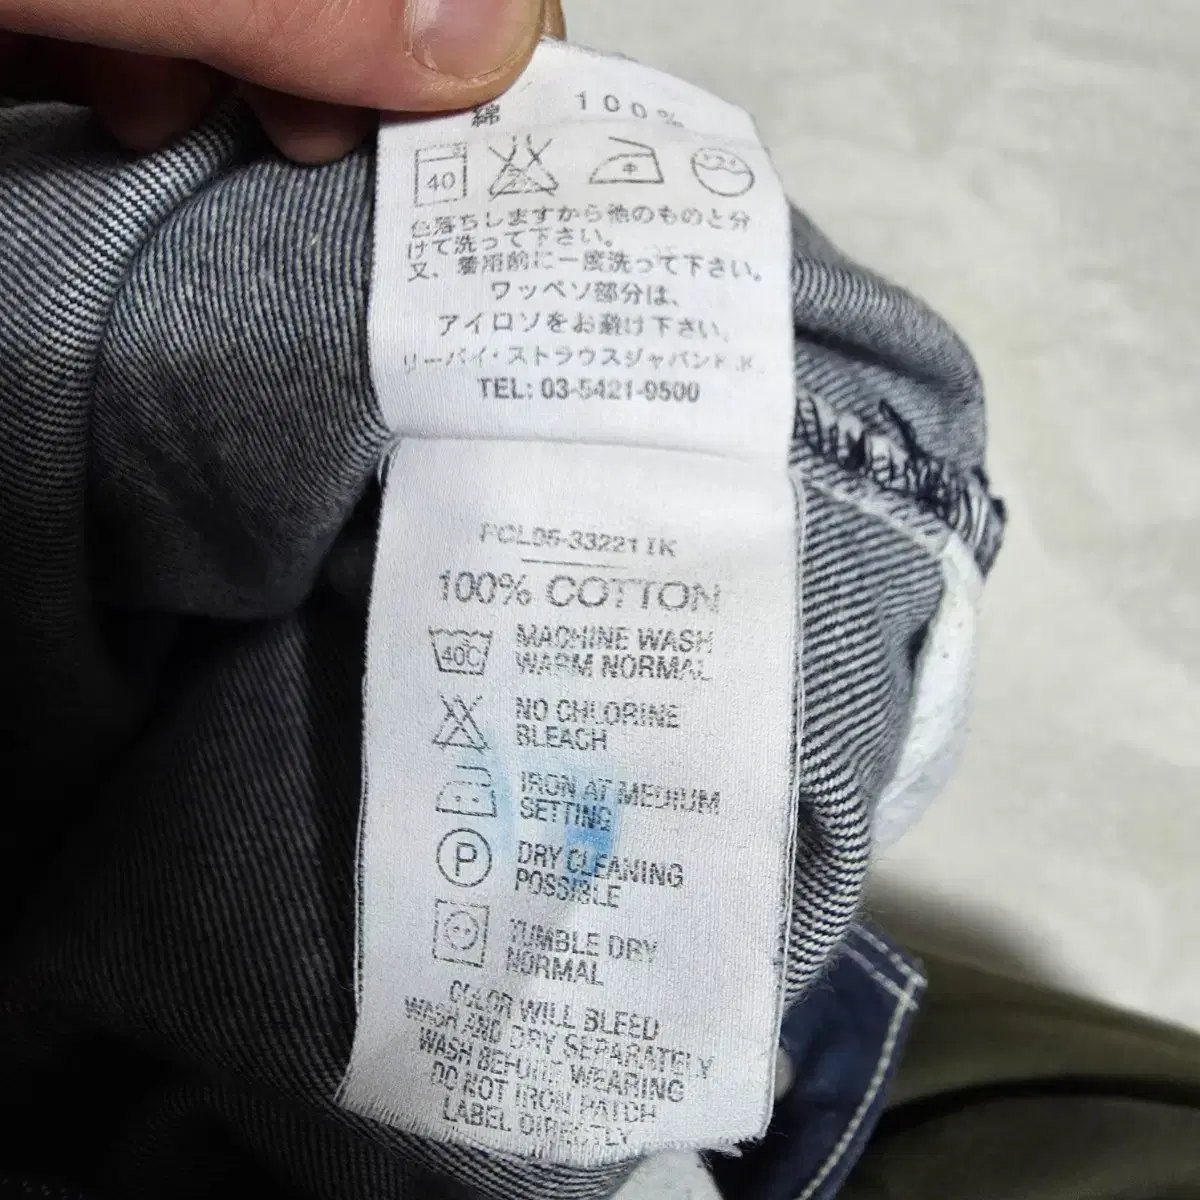 綿 100%
40
色落ちしますから他のものと分
けて洗って下さい。
又、着用前に一度洗って下さい。
ワッペソ部分は、
アイロソをお避け下さい。
リーバイ・ストラウスジャパン
TEL: 03-5421-9500
PCL05-33221 IK
100% COTTON
40C
MACHINE WASH
WARM NORMAL
NO CHLORINE
BLEACH
IRON AT MEDIUM
SETTING
P
DRY CLEANING
POSSIBLE
TUMBLE DRY
NORMAL
COLOR WILL BLEED
WASH AND DRY SEPARATELY
WASH BEFORE WEARING
DO NOT IRON PATCH
LABEL DIRECTLY